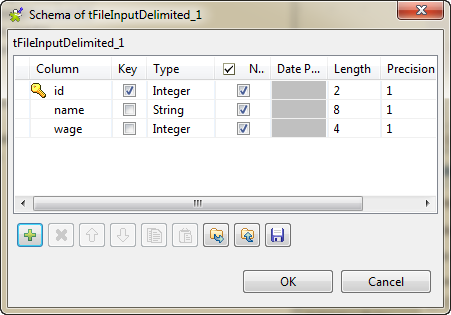 Schema of tFileInputDelimited_1
tFileInputDelimited_1
Column Key Type N.. Date P... Length Precision
id Integer 2 1
name String 8 1
wage Integer 4 1
OK Cancel